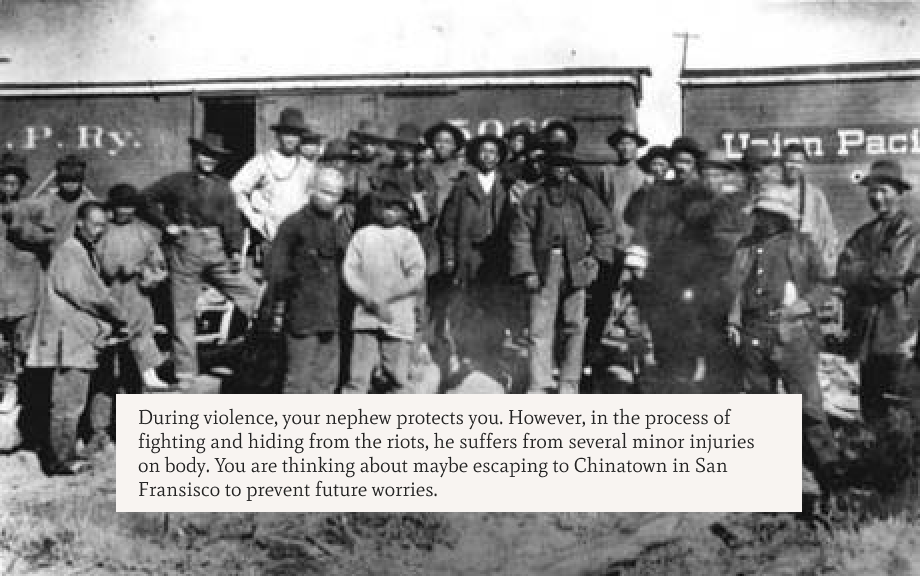 .P. Ry.
Union Paci
During violence, your nephew protects you. However, in the process of
fighting and hiding from the riots, he suffers from several minor injuries
on body. You are thinking about maybe escaping to Chinatown in San
Fransisco to prevent future worries.